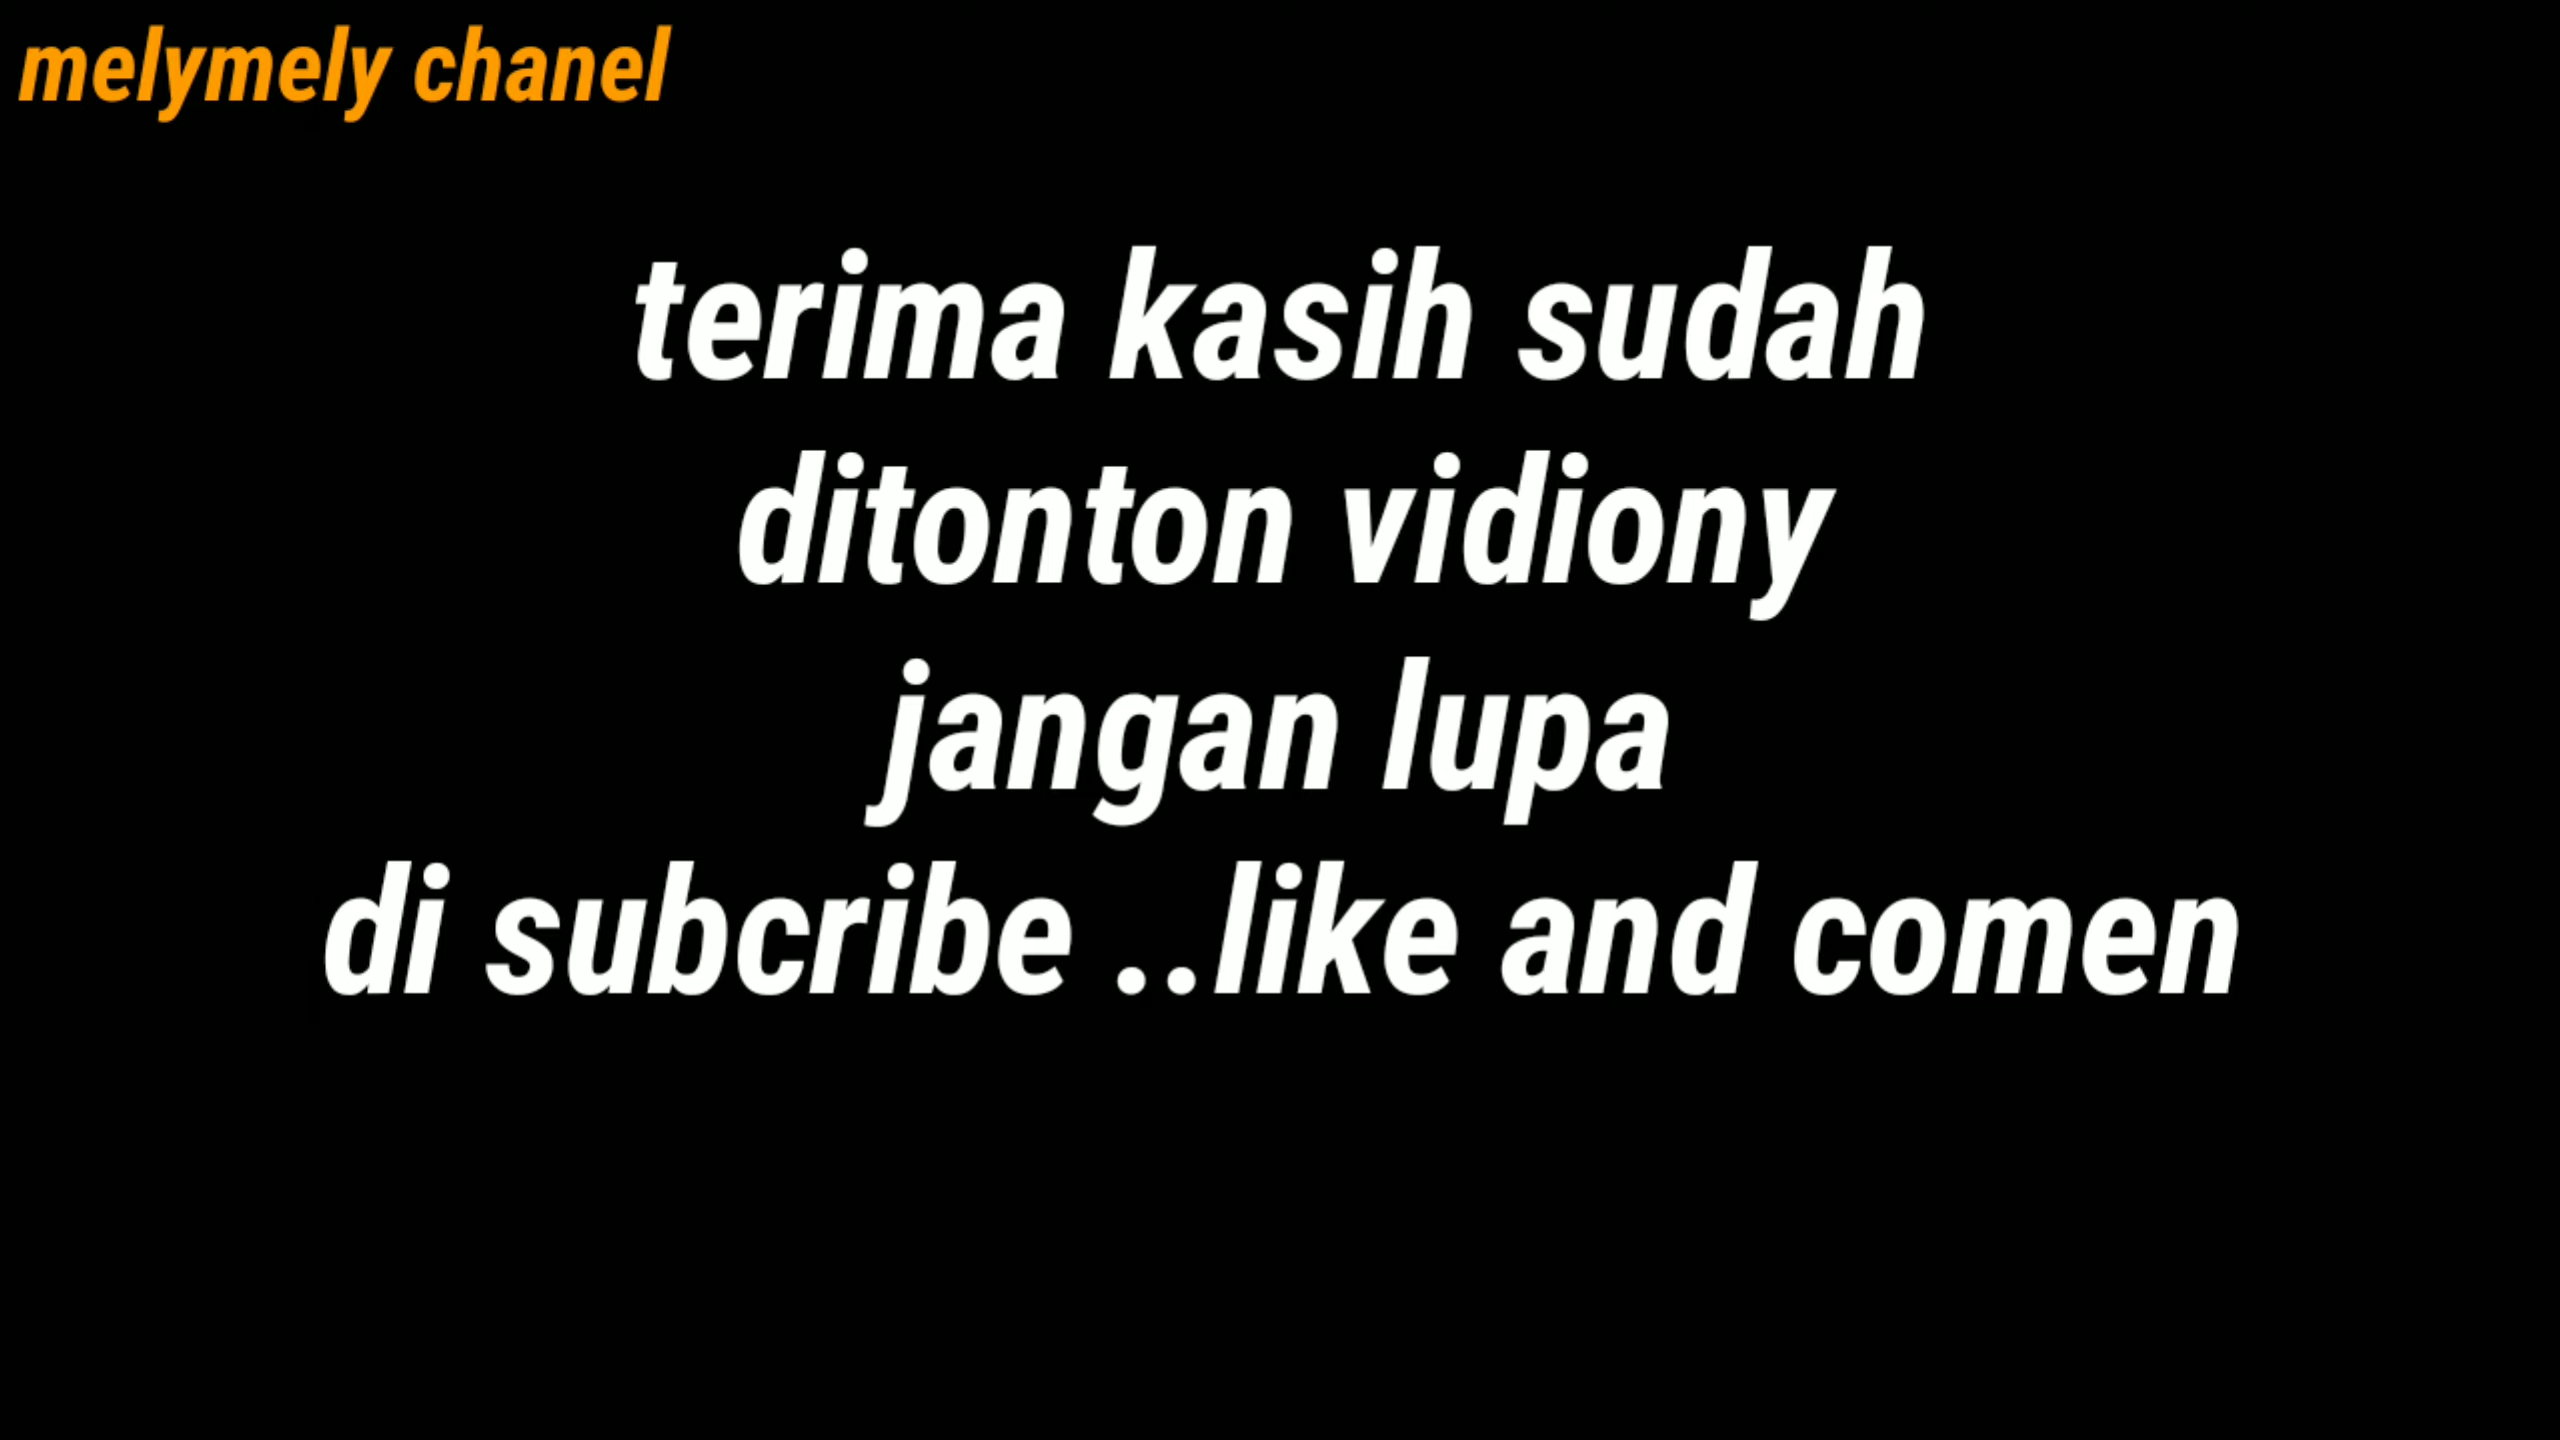 melymely chanel
terima kasih sudah
ditonton vidiony
jangan lupa
di subcribe ..like and comen